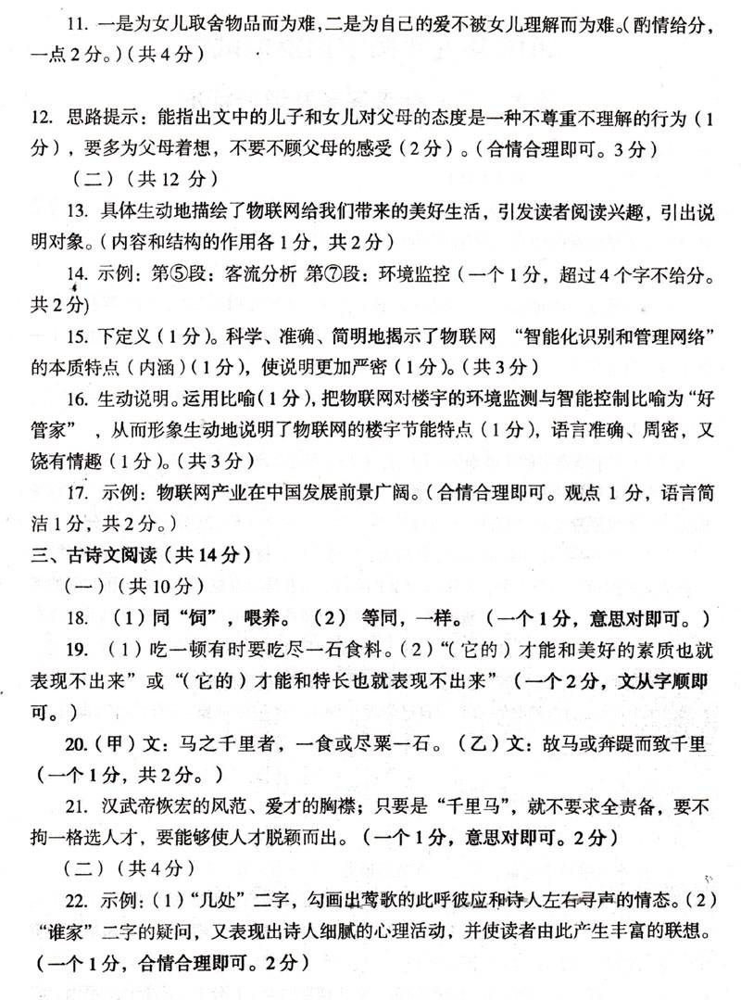 11. 一是为女儿取舍物品而为难,二是为自己的爱不被女儿理解而为难。(酌情给分,
一点2分。)(共4分)
12. 思路提示：能指出文中的儿子和女儿对父母的态度是一种不尊重不理解的行为（1
分），要多为父母着想，不要不顾父母的感受（2分）。（合情合理即可。3分）
（二）（共12 分）
13. 具体生动地描绘了物联网给我们带来的美好生活，引发读者阅读兴趣，引出说
明对象。（内容和结构的作用各1分，共2分）
14. 示例：第⑤段：客流分析 第⑦段：环境监控（一个1分，超过4个字不给分。
共2分)
15. 下定义（1分）。科学、准确、简明地揭示了物联网 “智能化识别和管理网络”
的本质特点（内涵）（1分），使说明更加严密（1分）。（共3分）
16. 生动说明。运用比喻（1分），把物联网对楼宇的环境监测与智能控制比喻为“好
管家” ，从而形象生动地说明了物联网的楼宇节能特点（1分），语言准确、周密，又
饶有情趣（1分）。（共3分）
17. 示例：物联网产业在中国发展前景广阔。（合情合理即可。观点 1 分，语言简
洁1分，共2分。）
三、古诗文阅读（共14分）
（一）（共10分）
18. （1）同“饲”，喂养。 （2） 等同，一样。 （一个1分，意思对即可。）
19. （1）吃一顿有时要吃尽一石食料。（2）“（它的）才能和美好的素质也就
表现不出来”或“（它的）才能和特长也就表现不出来”（一个2分，文从字顺即
可。）
20.（甲）文：马之千里者，一食或尽粟一石。（乙）文：故马或奔踶而致千里
（一个1分，共2分。）
21. 汉武帝恢宏的风范、爱才的胸襟；只要是“千里马”，就不要求全责备，要不
拘一格选人才，要能够使人才脱颖而出。（一个1分，意思对即可。2分）
（二）（共4分）
22. 示例：（1）“几处”二字，勾画出莺歌的此呼彼应和诗人左右寻声的情态。（2）
“谁家”二字的疑问，又表现出诗人细腻的心理活动，并使读者由此产生丰富的联想。
（一个1分，合情合理即可。2分）